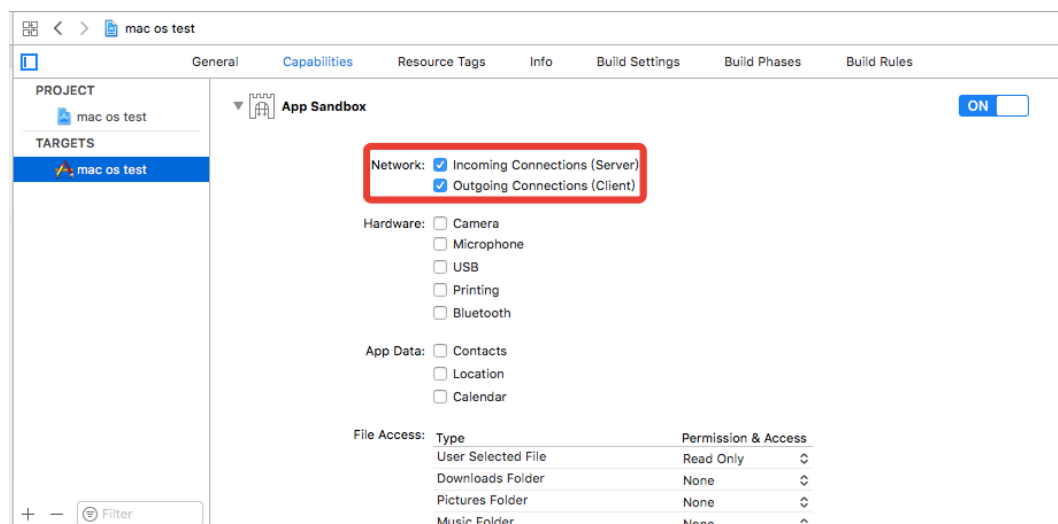 mac os test
General Capabilities Resource Tags Info Build Settings Build Phases Build Rules
PROJECT
mac os test
TARGETS
mac os test
App Sandbox
ON
Network: Incoming Connections (Server)
Outgoing Connections (Client)
Hardware: Camera
Microphone
USB
Printing
Bluetooth
App Data: Contacts
Location
Calendar
File Access: Type Permission & Access
User Selected File Read Only
Downloads Folder None
Pictures Folder None
Music Folder None
Filter